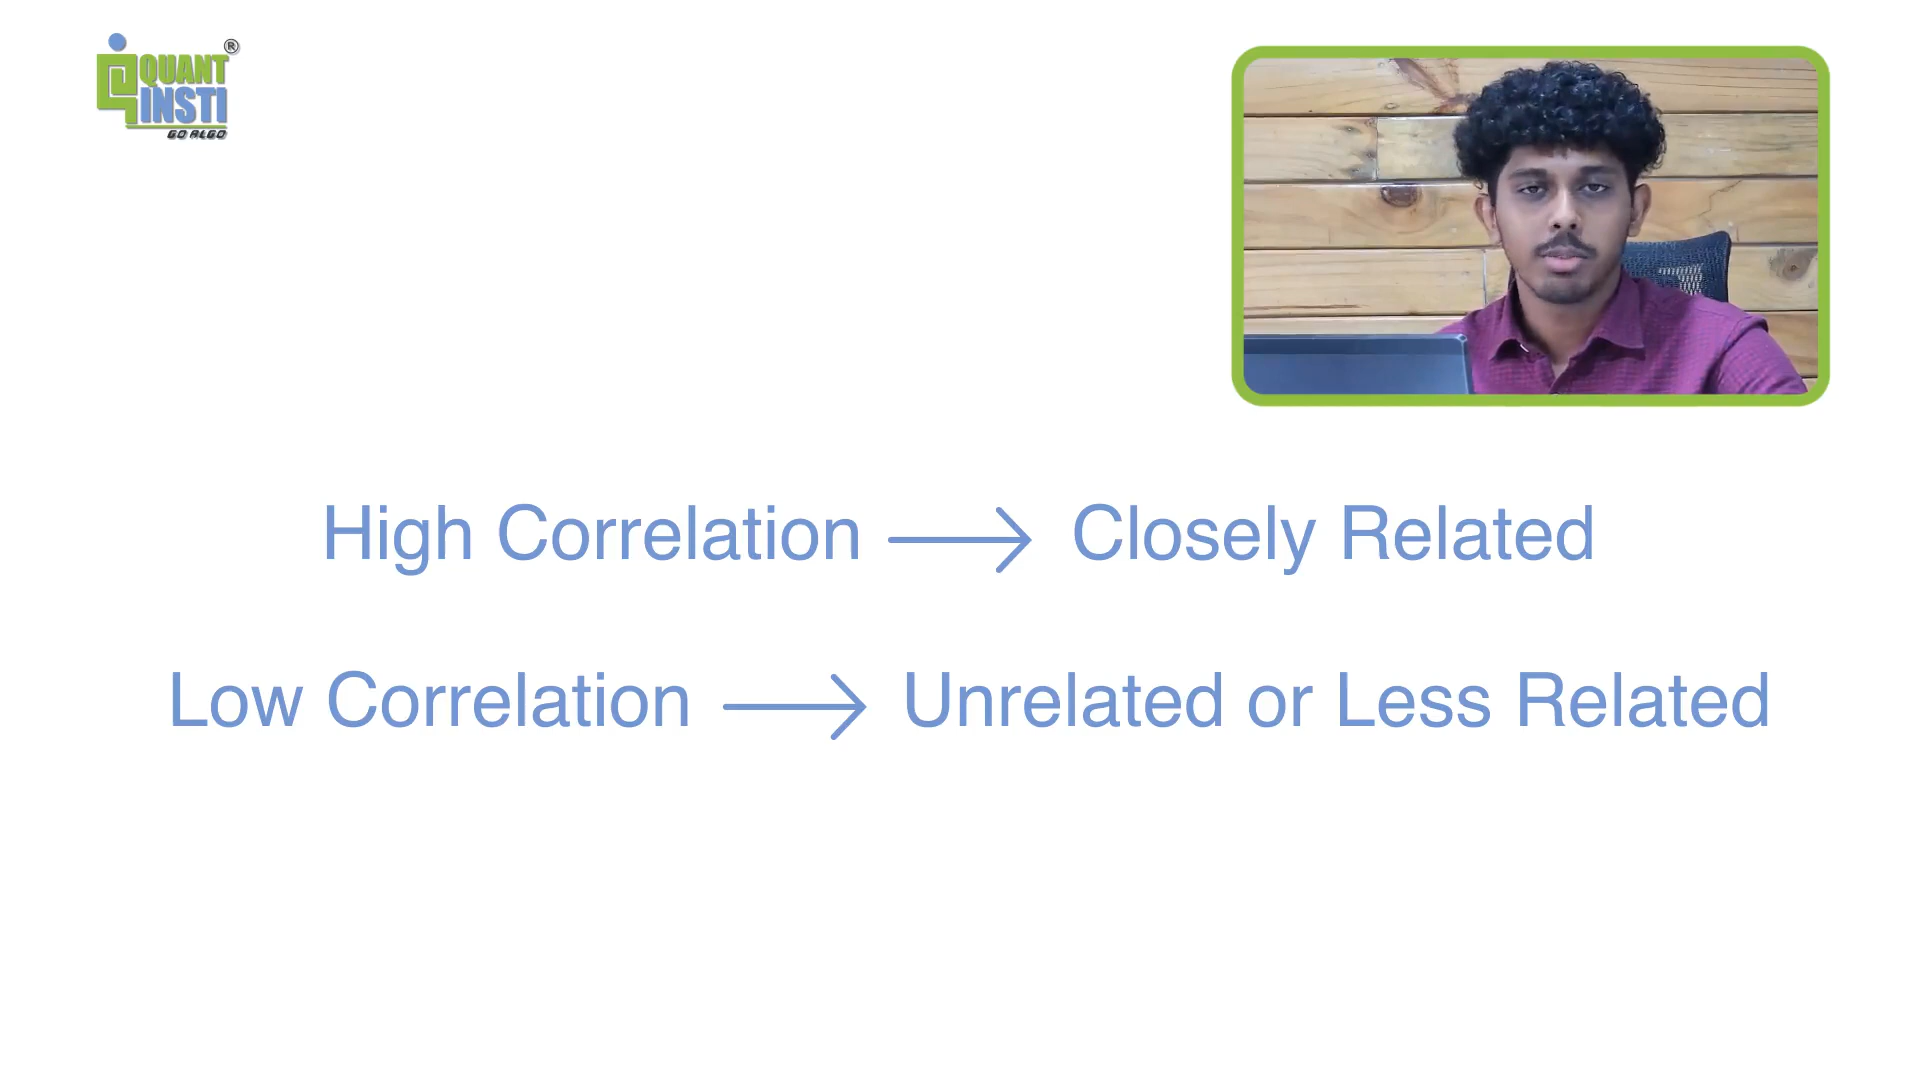 QUANT®
INSTI
GO ALGO
High Correlation → Closely Related
Low Correlation → Unrelated or Less Related